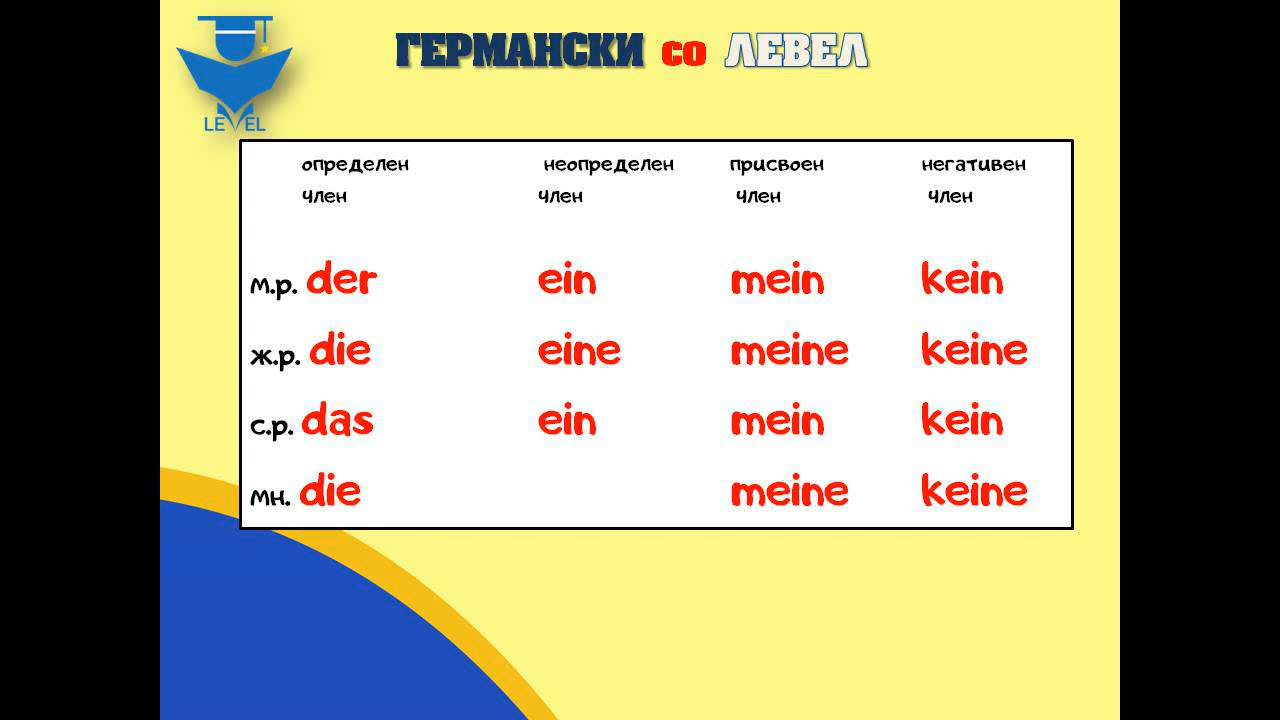 ГЕРМАНСКИ со ЛЕВЕЛ
LEVEL
определен неопределен присвоен негативен
член член член член
м.р. der ein mein kein
ж.р. die eine meine keine
с.р. das ein mein kein
мн. die meine keine